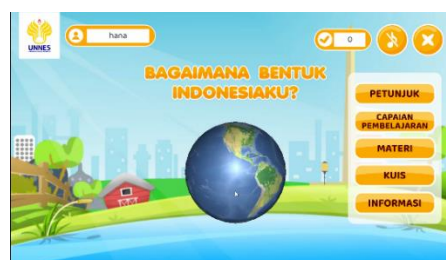 UNNES
hana
0
BAGAIMANA BENTUK
INDONESIAKU?
PETUNJUK
CAPAIAN
PEMBELAJARAN
MATERI
KUIS
INFORMASI